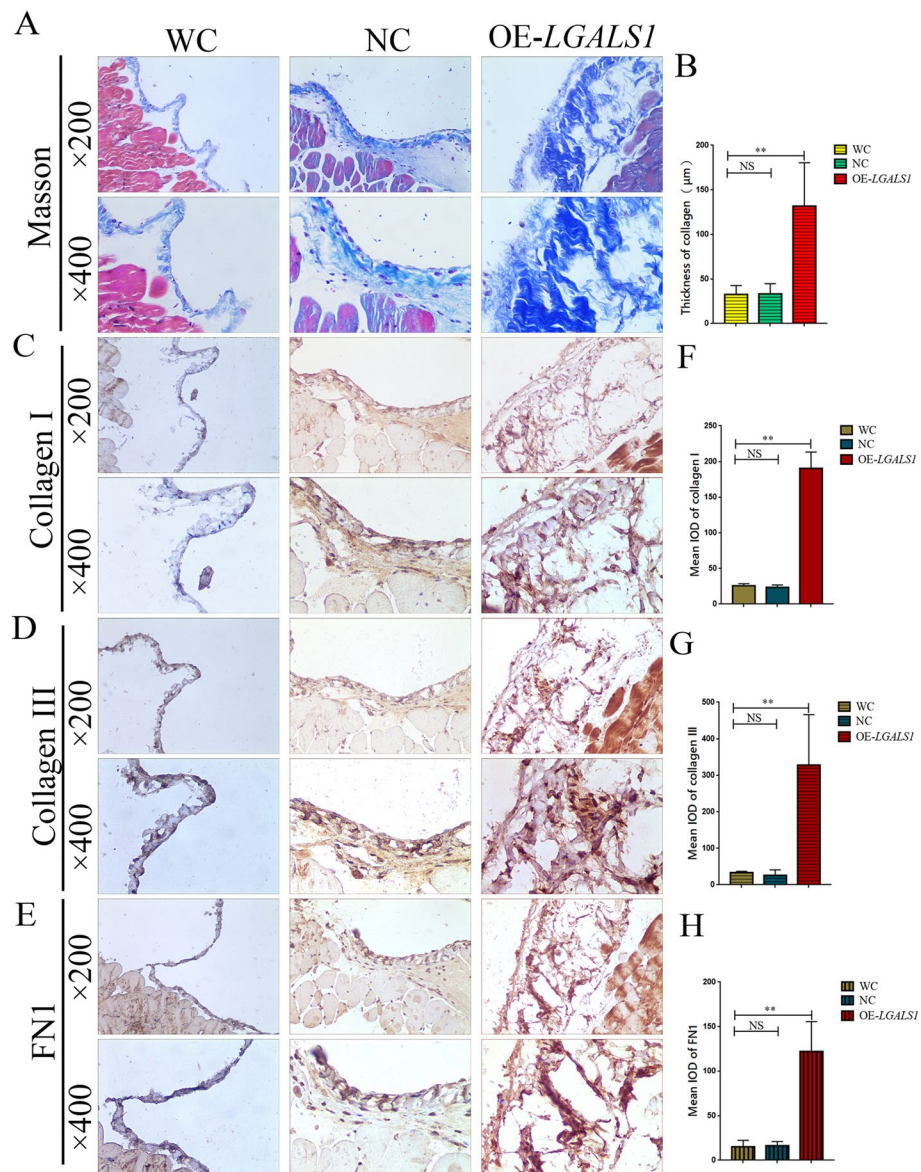 A
WC
NC
OE-LGALS1
Masson
×200
×400
B
Thickness of collagen（μm）
200
150
100
50
0
**
NS
WC
NC
OE-LGALS1
C
Collagen I
×200
×400
F
Mean IOD of collagen I
250
200
150
100
50
0
**
NS
WC
NC
OE-LGALS1
D
Collagen III
×200
×400
G
Mean IOD of collagen III
500
400
300
200
100
0
**
NS
WC
NC
OE-LGALS1
E
FN1
×200
×400
H
Mean IOD of FN1
200
150
100
50
0
**
NS
WC
NC
OE-LGALS1